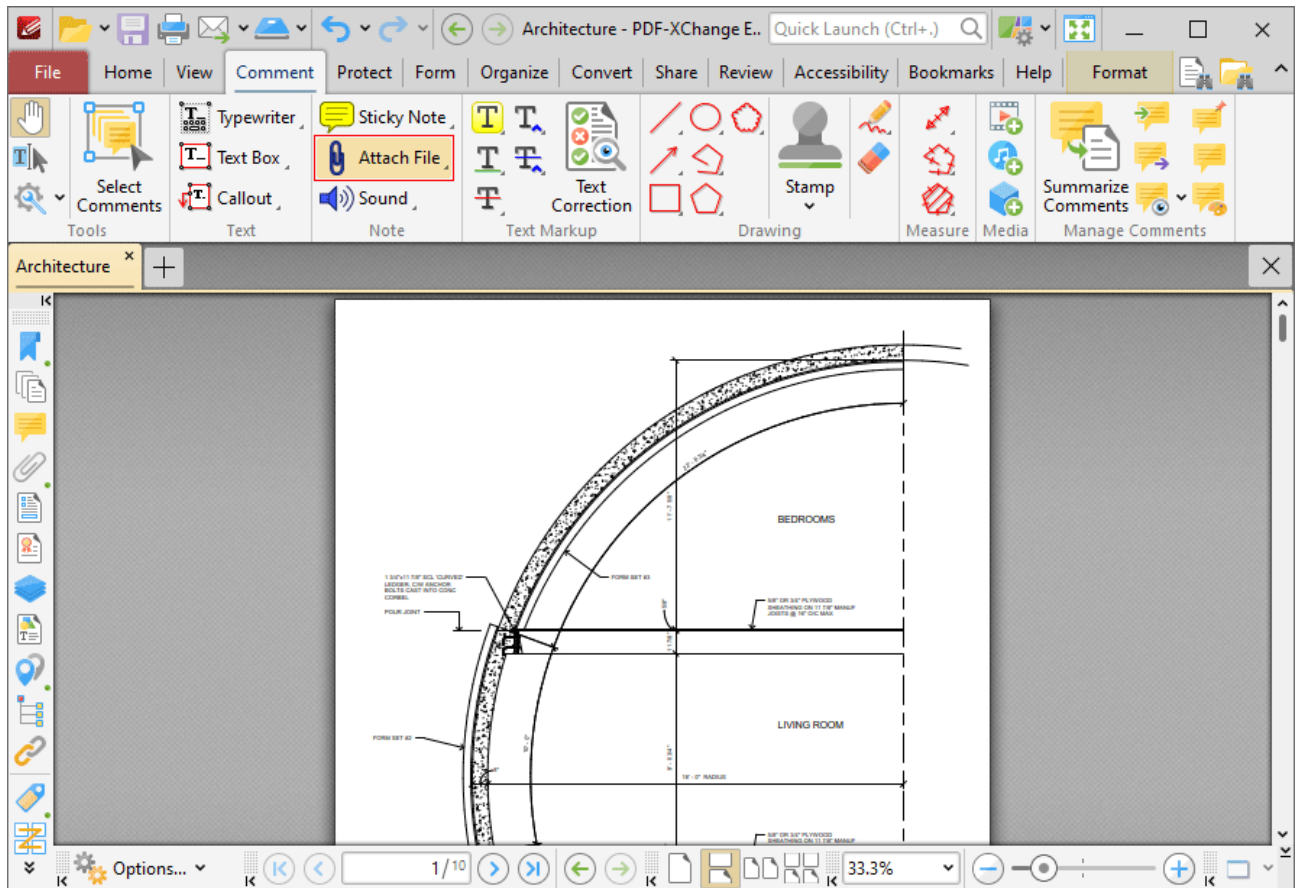 Architecture - PDF-XChange E..
Quick Launch (Ctrl+.)
File Home View Comment Protect Form Organize Convert Share Review Accessibility Bookmarks Help Format
Typewriter
Text Box
Callout
Select
Comments
Sticky Note
Attach File
Sound
Text
Correction
Stamp
Summarize
Comments
Tools Text Note Text Markup Drawing Measure Media Manage Comments
Architecture
BEDROOMS
FORM SET #3
POUR JOINT
LIVING ROOM
FORM SET #2
18' - 0" RADIUS
Options...
1/10
33.3%